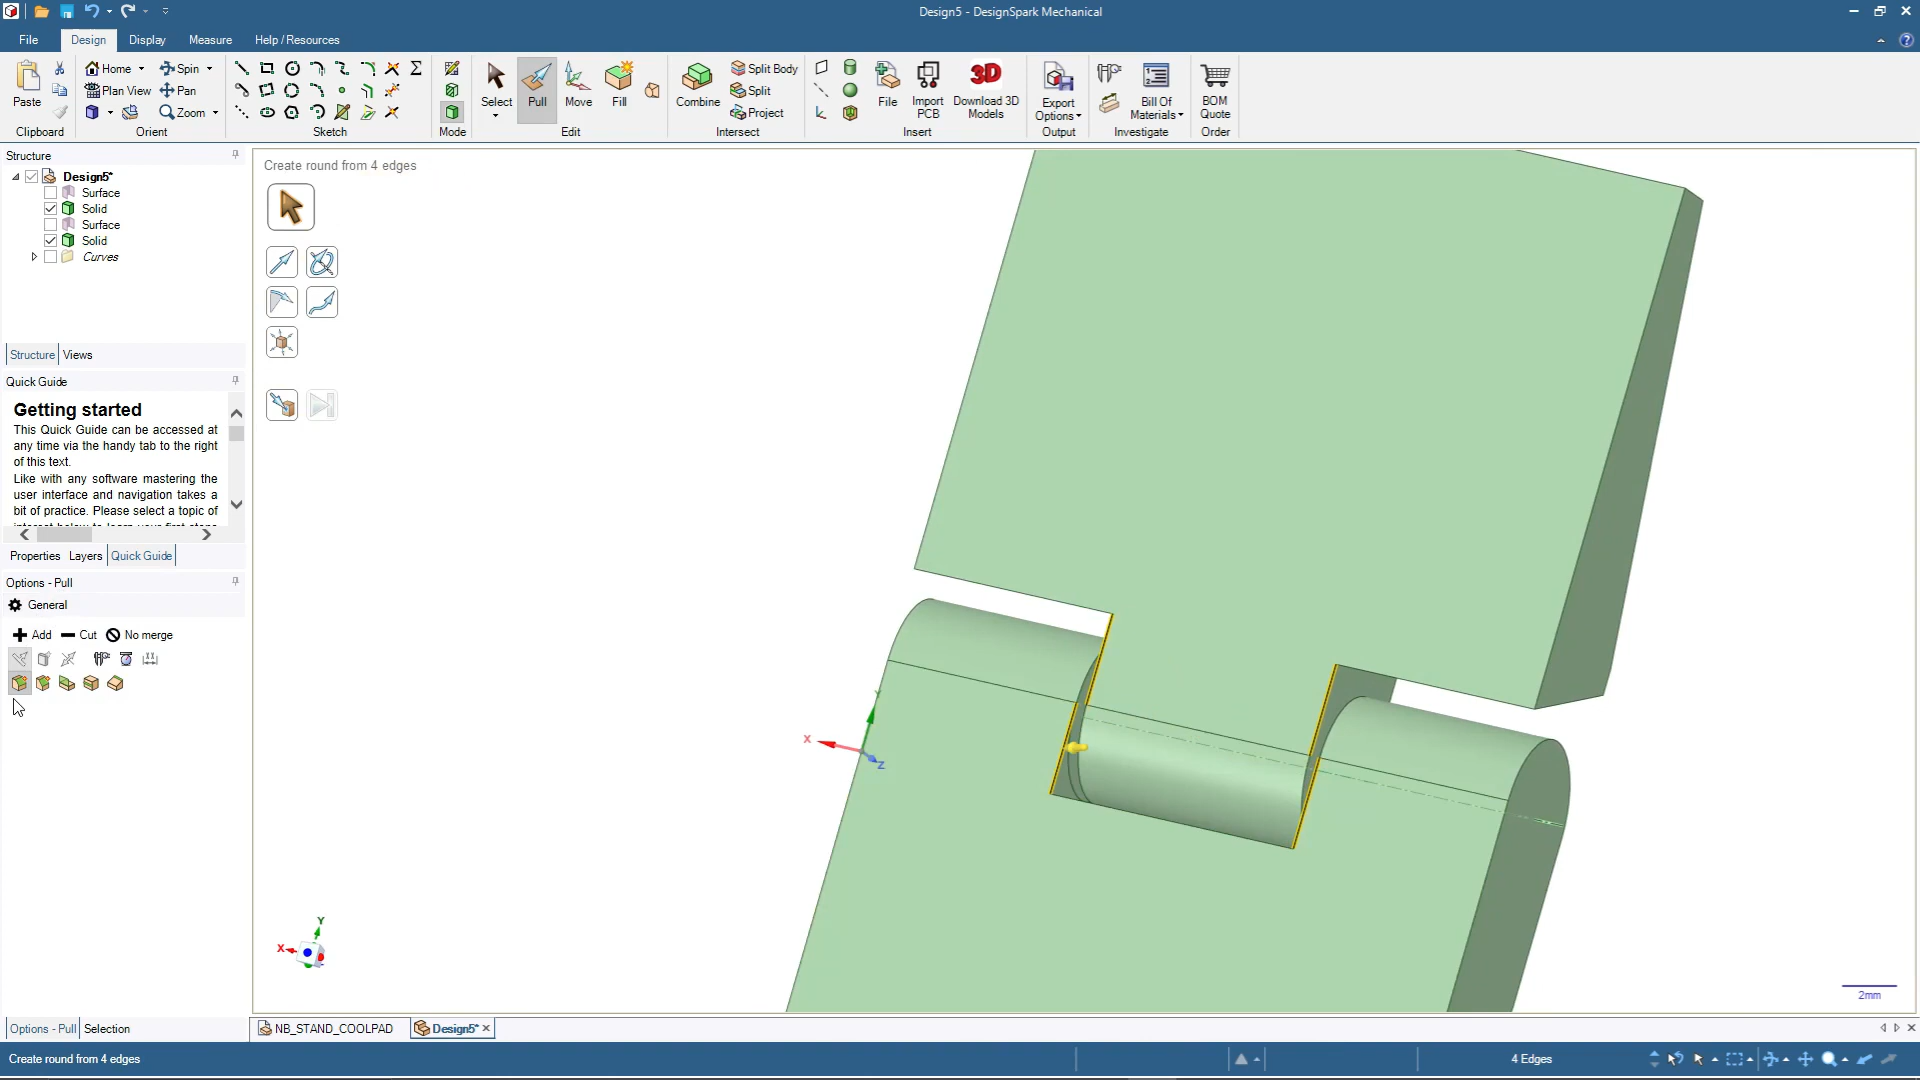 Design5 - DesignSpark Mechanical
File Design Display Measure Help / Resources
Paste
Home Spin
Plan View Pan
Zoom
Select Pull Move Fill
Combine
Split Body
Split
Project
File Import PCB Download 3D Models
3D
Export Options
Bill Of Materials
BOM Quote
Clipboard Orient Sketch Mode Edit Intersect Insert Output Investigate Order
Structure
Design5*
Surface
Solid
Surface
Solid
Curves
Structure Views
Quick Guide
Getting started
This Quick Guide can be accessed at
any time via the handy tab to the right
of this text.
Like with any software mastering the
user interface and navigation takes a
bit of practice. Please select a topic of
Properties Layers Quick Guide
Options - Pull
General
Add Cut No merge
Options - Pull Selection
Create round from 4 edges
X
Y
Z
Y
X
2mm
NB_STAND_COOLPAD Design5*
Create round from 4 edges
4 Edges